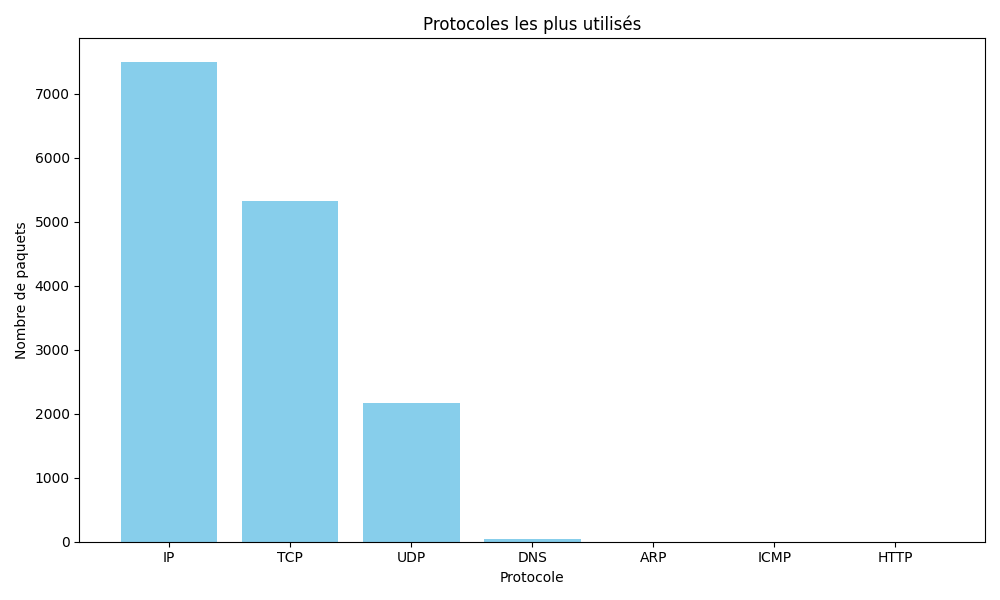 Protocoles les plus utilisés
Nombre de paquets
7000
6000
5000
4000
3000
2000
1000
0
IP TCP UDP DNS ARP ICMP HTTP
Protocole